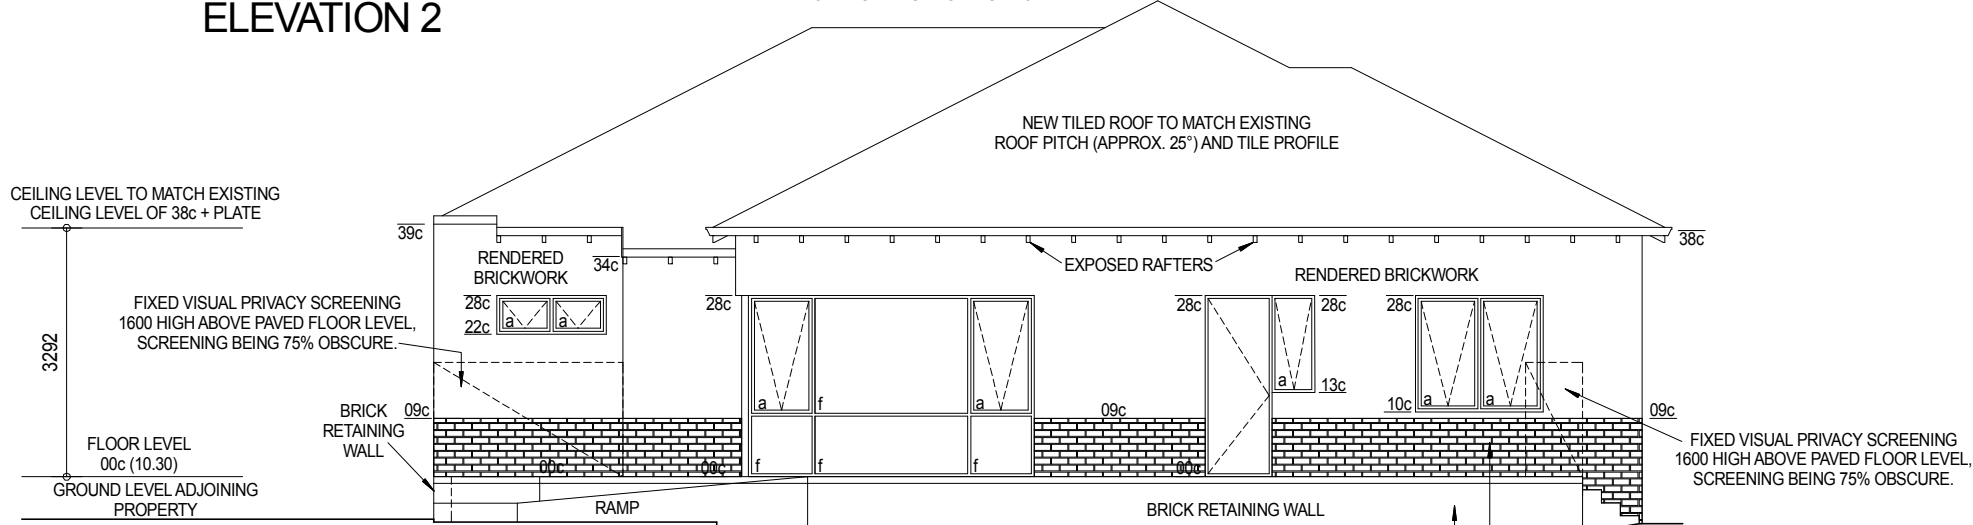 ELEVATION 2
NEW TILED ROOF TO MATCH EXISTING
ROOF PITCH (APPROX. 25°) AND TILE PROFILE
CEILING LEVEL TO MATCH EXISTING
CEILING LEVEL OF 38c + PLATE
39c
38c
RENDERED
BRICKWORK
34c
EXPOSED RAFTERS
RENDERED BRICKWORK
FIXED VISUAL PRIVACY SCREENING
1600 HIGH ABOVE PAVED FLOOR LEVEL,
SCREENING BEING 75% OBSCURE.
28c
22c
a
a
28c
28c
28c
28c
3292
a
13c
a
f
a
10c
a
a
BRICK
RETAINING
WALL
09c
09c
09c
FLOOR LEVEL
00c (10.30)
00c
00c
f
f
f
00c
FIXED VISUAL PRIVACY SCREENING
1600 HIGH ABOVE PAVED FLOOR LEVEL,
SCREENING BEING 75% OBSCURE.
GROUND LEVEL ADJOINING
PROPERTY
RAMP
BRICK RETAINING WALL